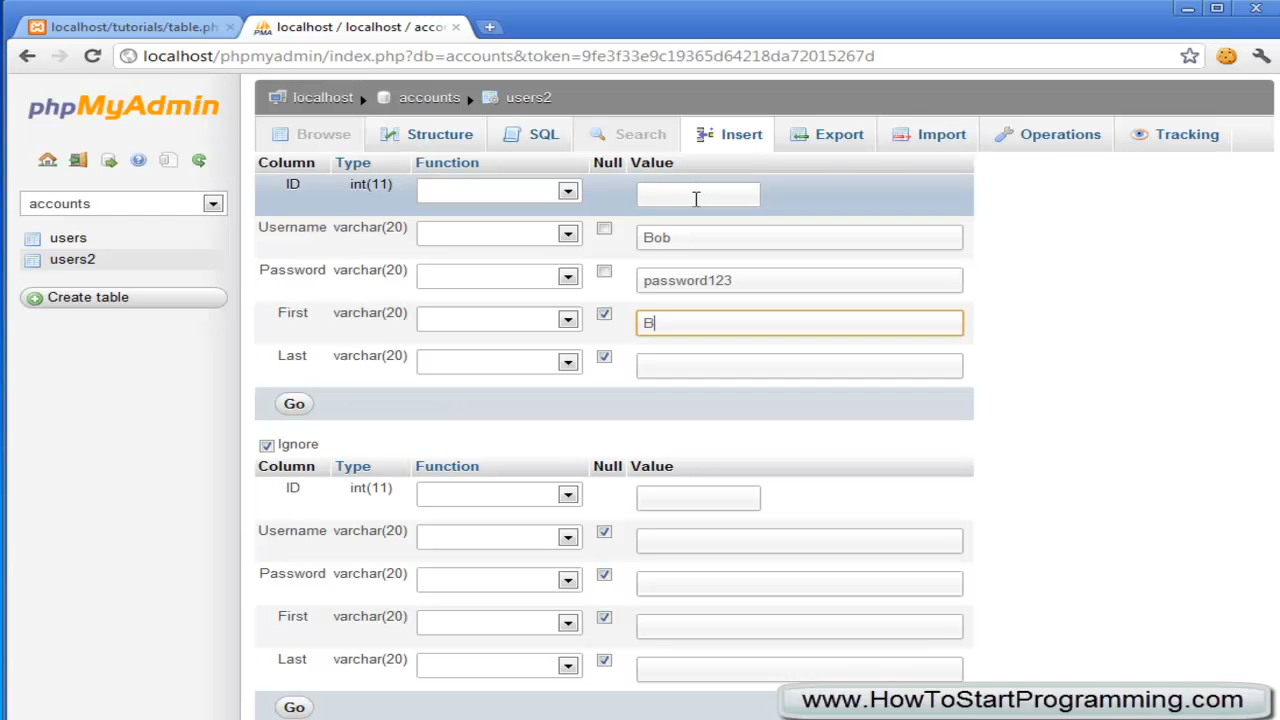 localhost/tutorials/table.ph
localhost / localhost / acco
localhost/phpmyadmin/index.php?db=accounts&token=9fe3f33e9c19365d64218da72015267d
phpMyAdmin
localhost accounts users2
Browse Structure SQL Search Insert Export Import Operations Tracking
accounts
users
users2
Create table
Column Type Function Null Value
ID int(11)
Username varchar(20) Bob
Password varchar(20) password123
First varchar(20) B
Last varchar(20)
Go
Ignore
Column Type Function Null Value
ID int(11)
Username varchar(20)
Password varchar(20)
First varchar(20)
Last varchar(20)
Go
www.HowToStartProgramming.com